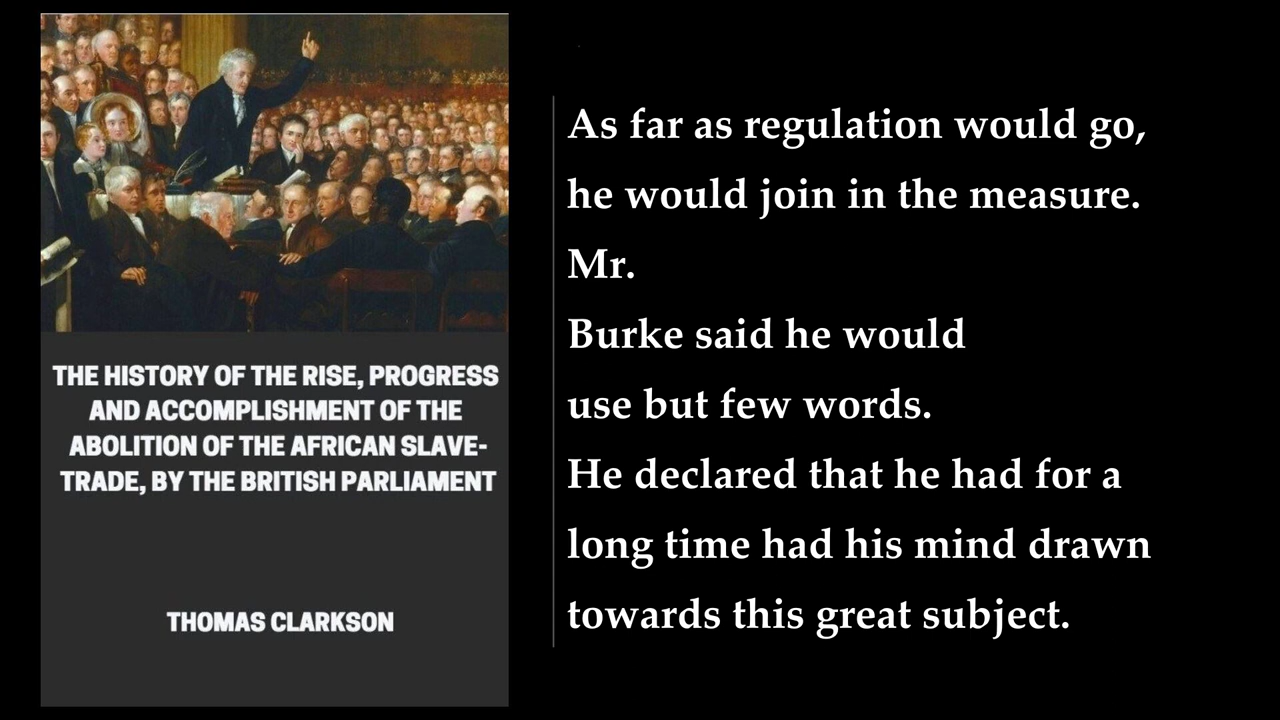 THE HISTORY OF THE RISE, PROGRESS
AND ACCOMPLISHMENT OF THE
ABOLITION OF THE AFRICAN SLAVE-
TRADE, BY THE BRITISH PARLIAMENT
THOMAS CLARKSON
As far as regulation would go,
he would join in the measure.
Mr.
Burke said he would
use but few words.
He declared that he had for a
long time had his mind drawn
towards this great subject.